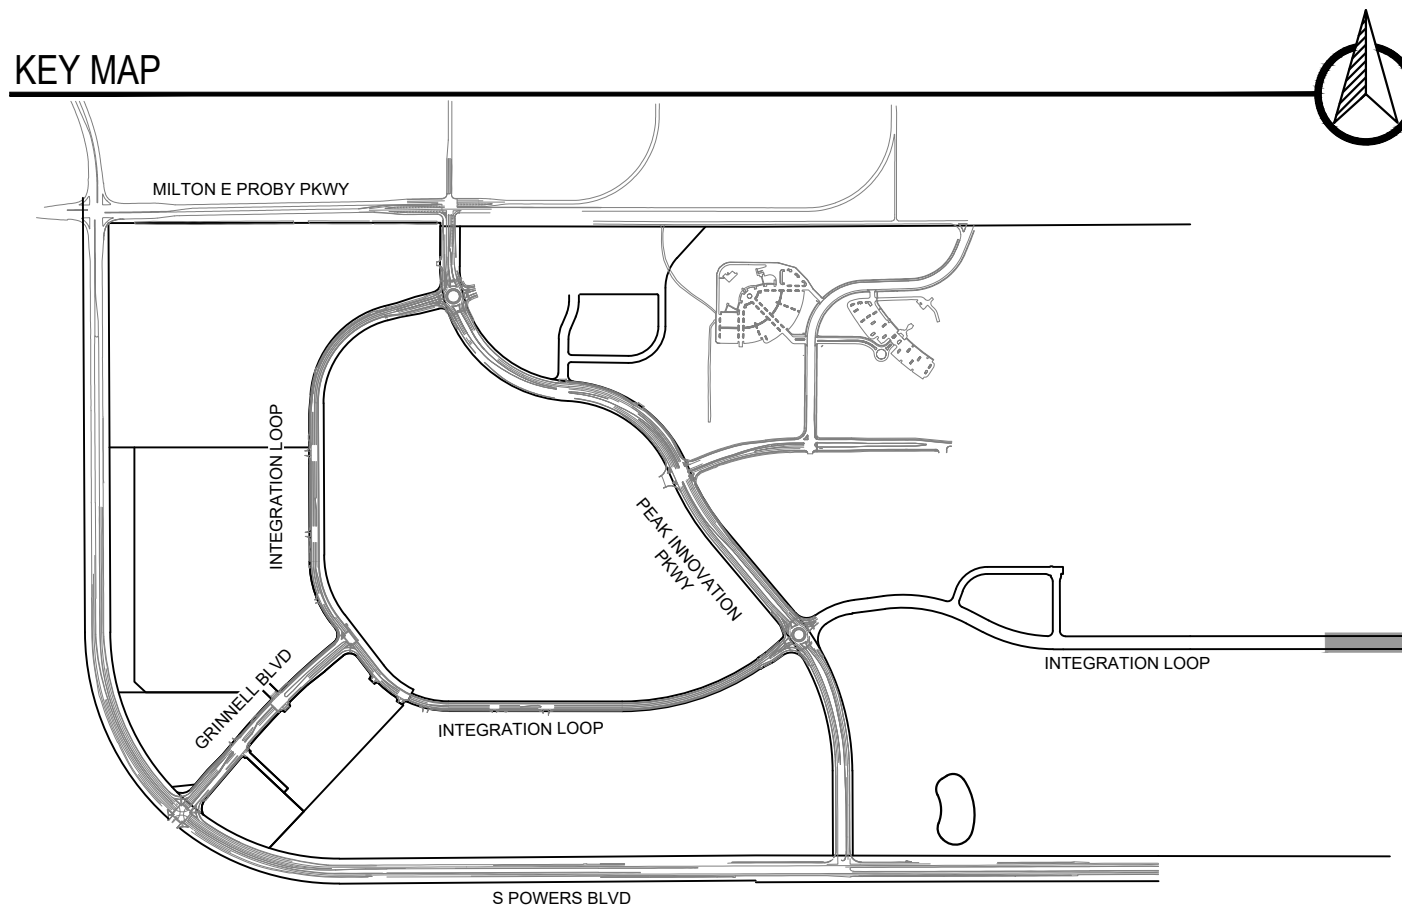 KEY MAP
MILTON E PROBY PKWY
INTEGRATION LOOP
PEAK INNOVATION
PKWY
GRINNELL BLVD
INTEGRATION LOOP
INTEGRATION LOOP
S POWERS BLVD